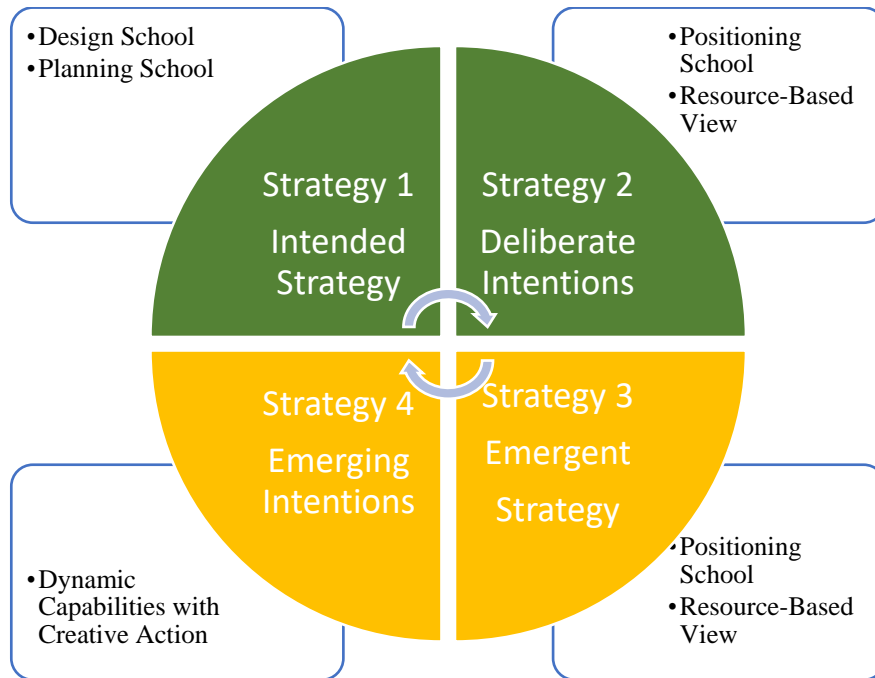 •Design School
•Planning School
•Positioning
School
•Resource-Based
View
Strategy 1
Intended
Strategy
Strategy 2
Deliberate
Intentions
Strategy 4
Emerging
Intentions
Strategy 3
Emergent
Strategy
•Dynamic
Capabilities with
Creative Action
•Positioning
School
•Resource-Based
View